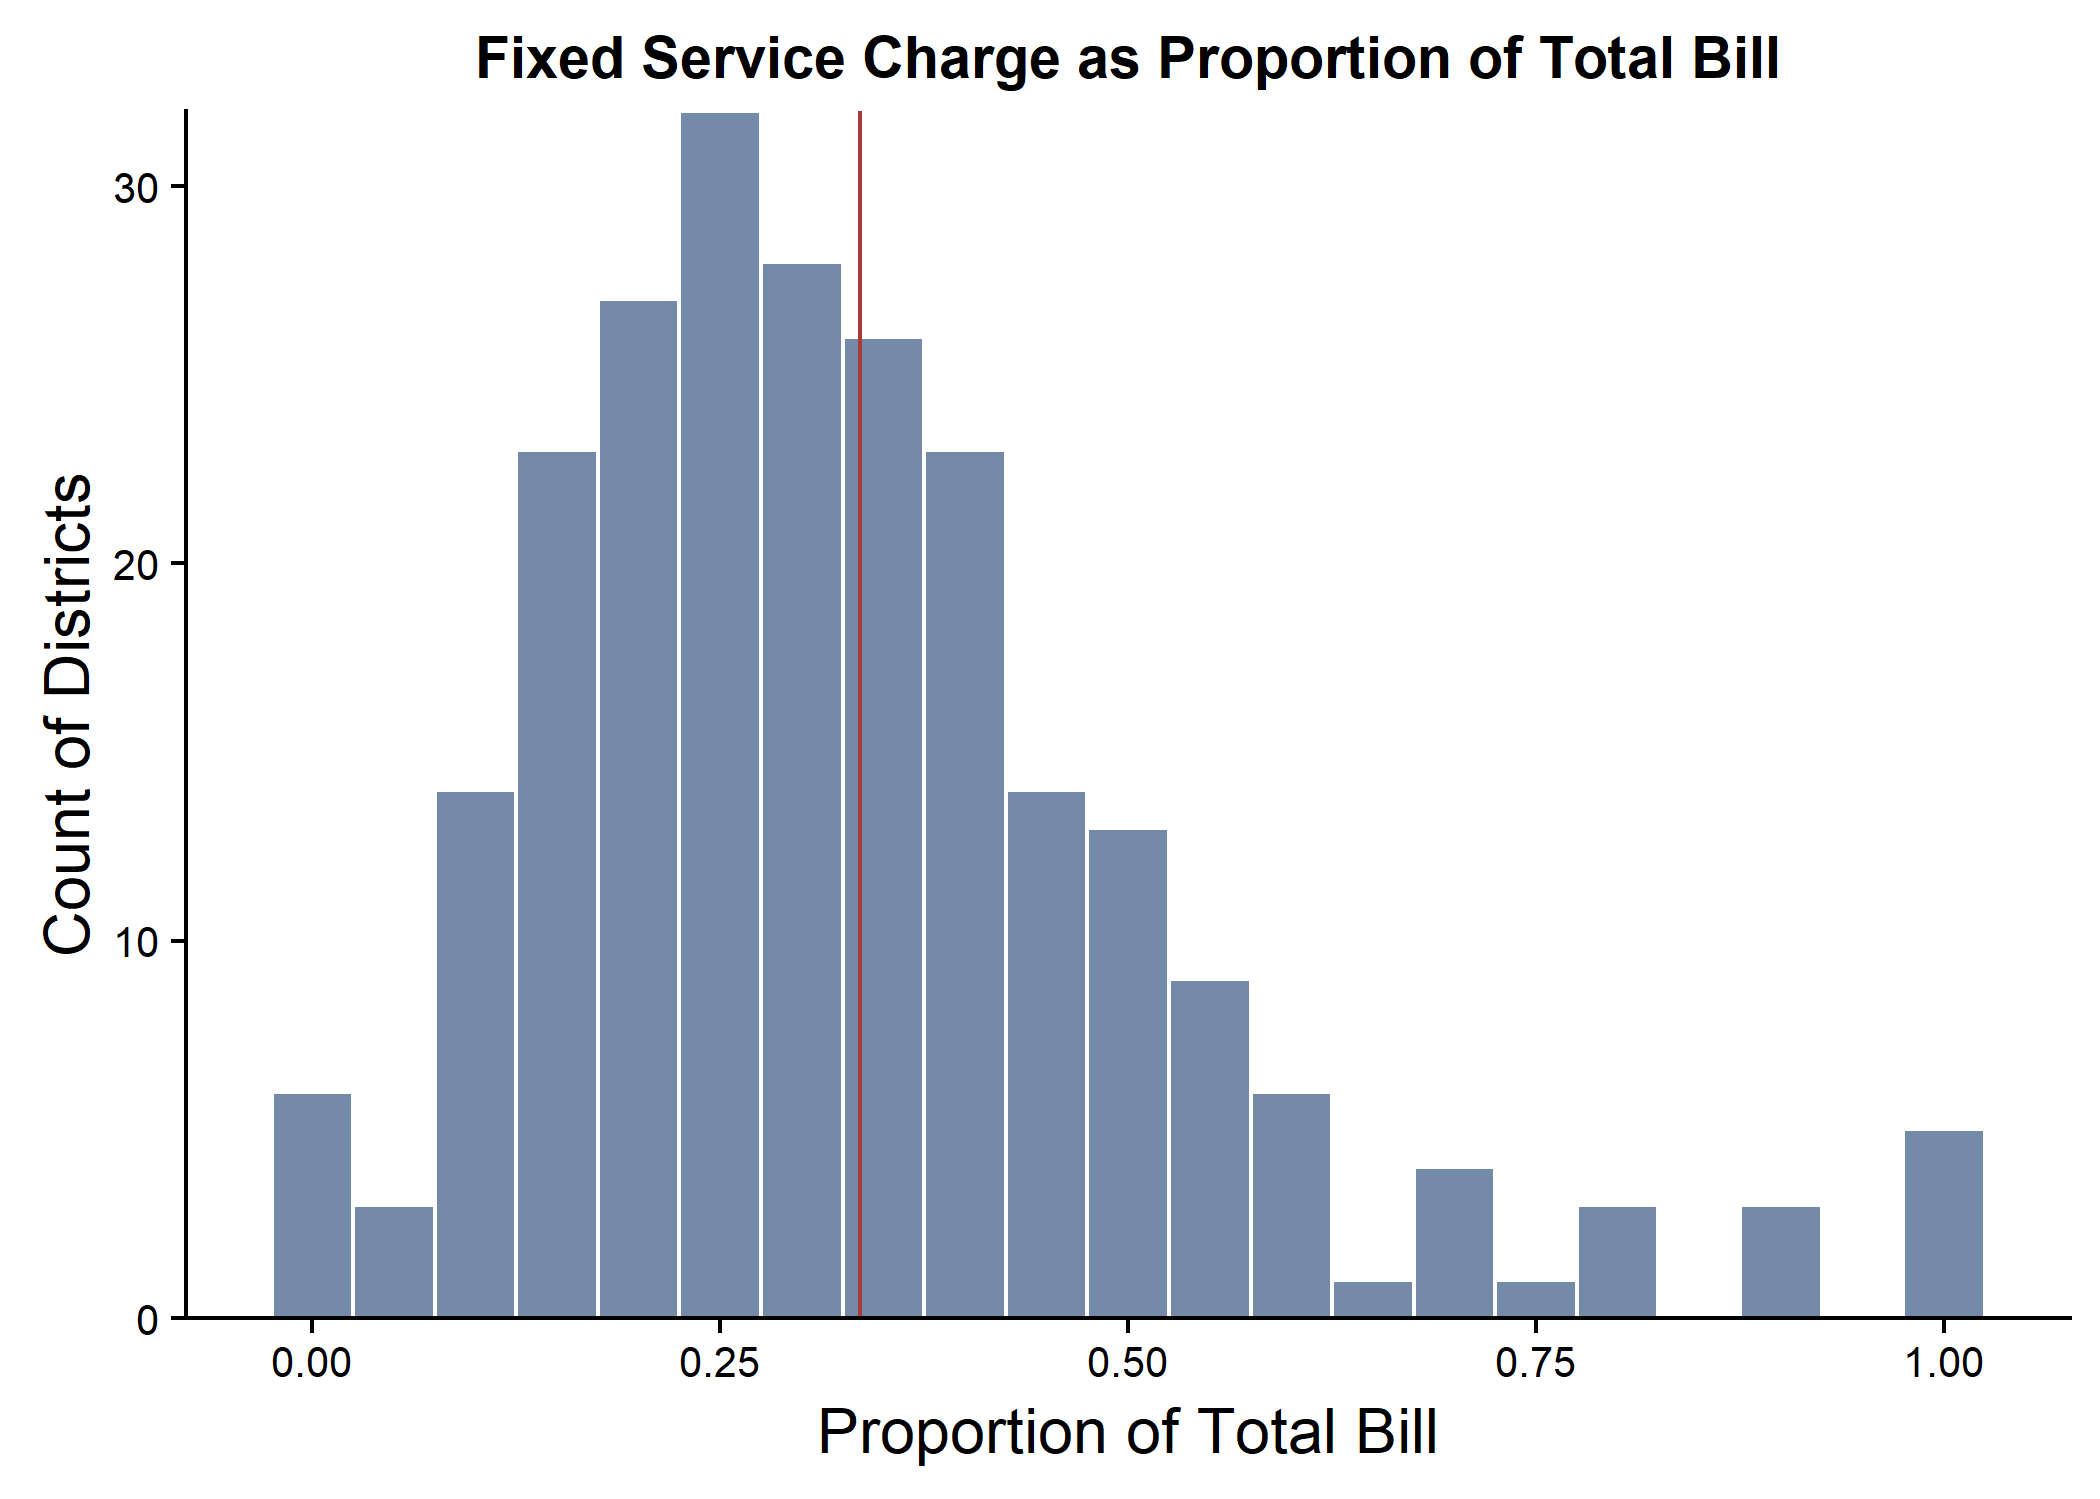 Fixed Service Charge as Proportion of Total Bill
Count of Districts
30
20
10
0
0.00 0.25 0.50 0.75 1.00
Proportion of Total Bill